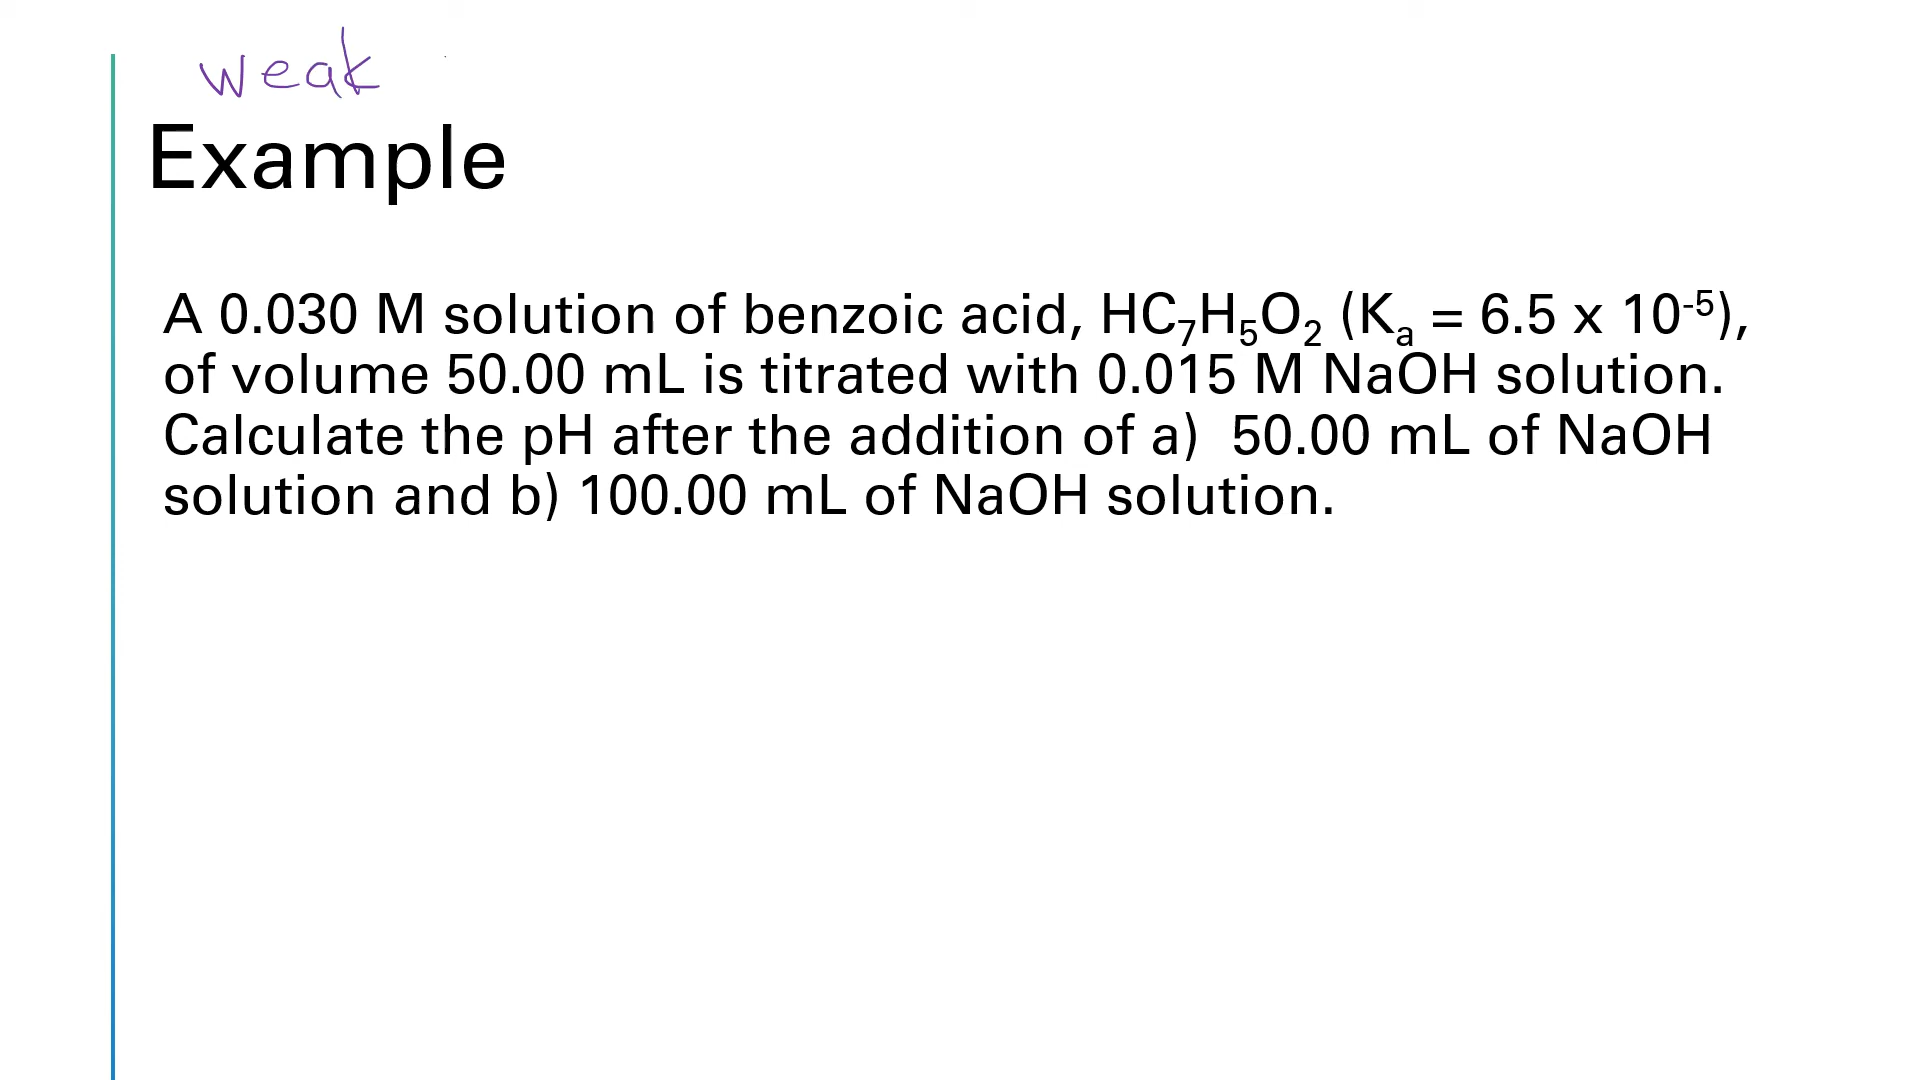 weak
Example
A 0.030 M solution of benzoic acid, HC₇H₅O₂ (Kₐ = 6.5 x 10⁻⁵),
of volume 50.00 mL is titrated with 0.015 M NaOH solution.
Calculate the pH after the addition of a)  50.00 mL of NaOH
solution and b) 100.00 mL of NaOH solution.